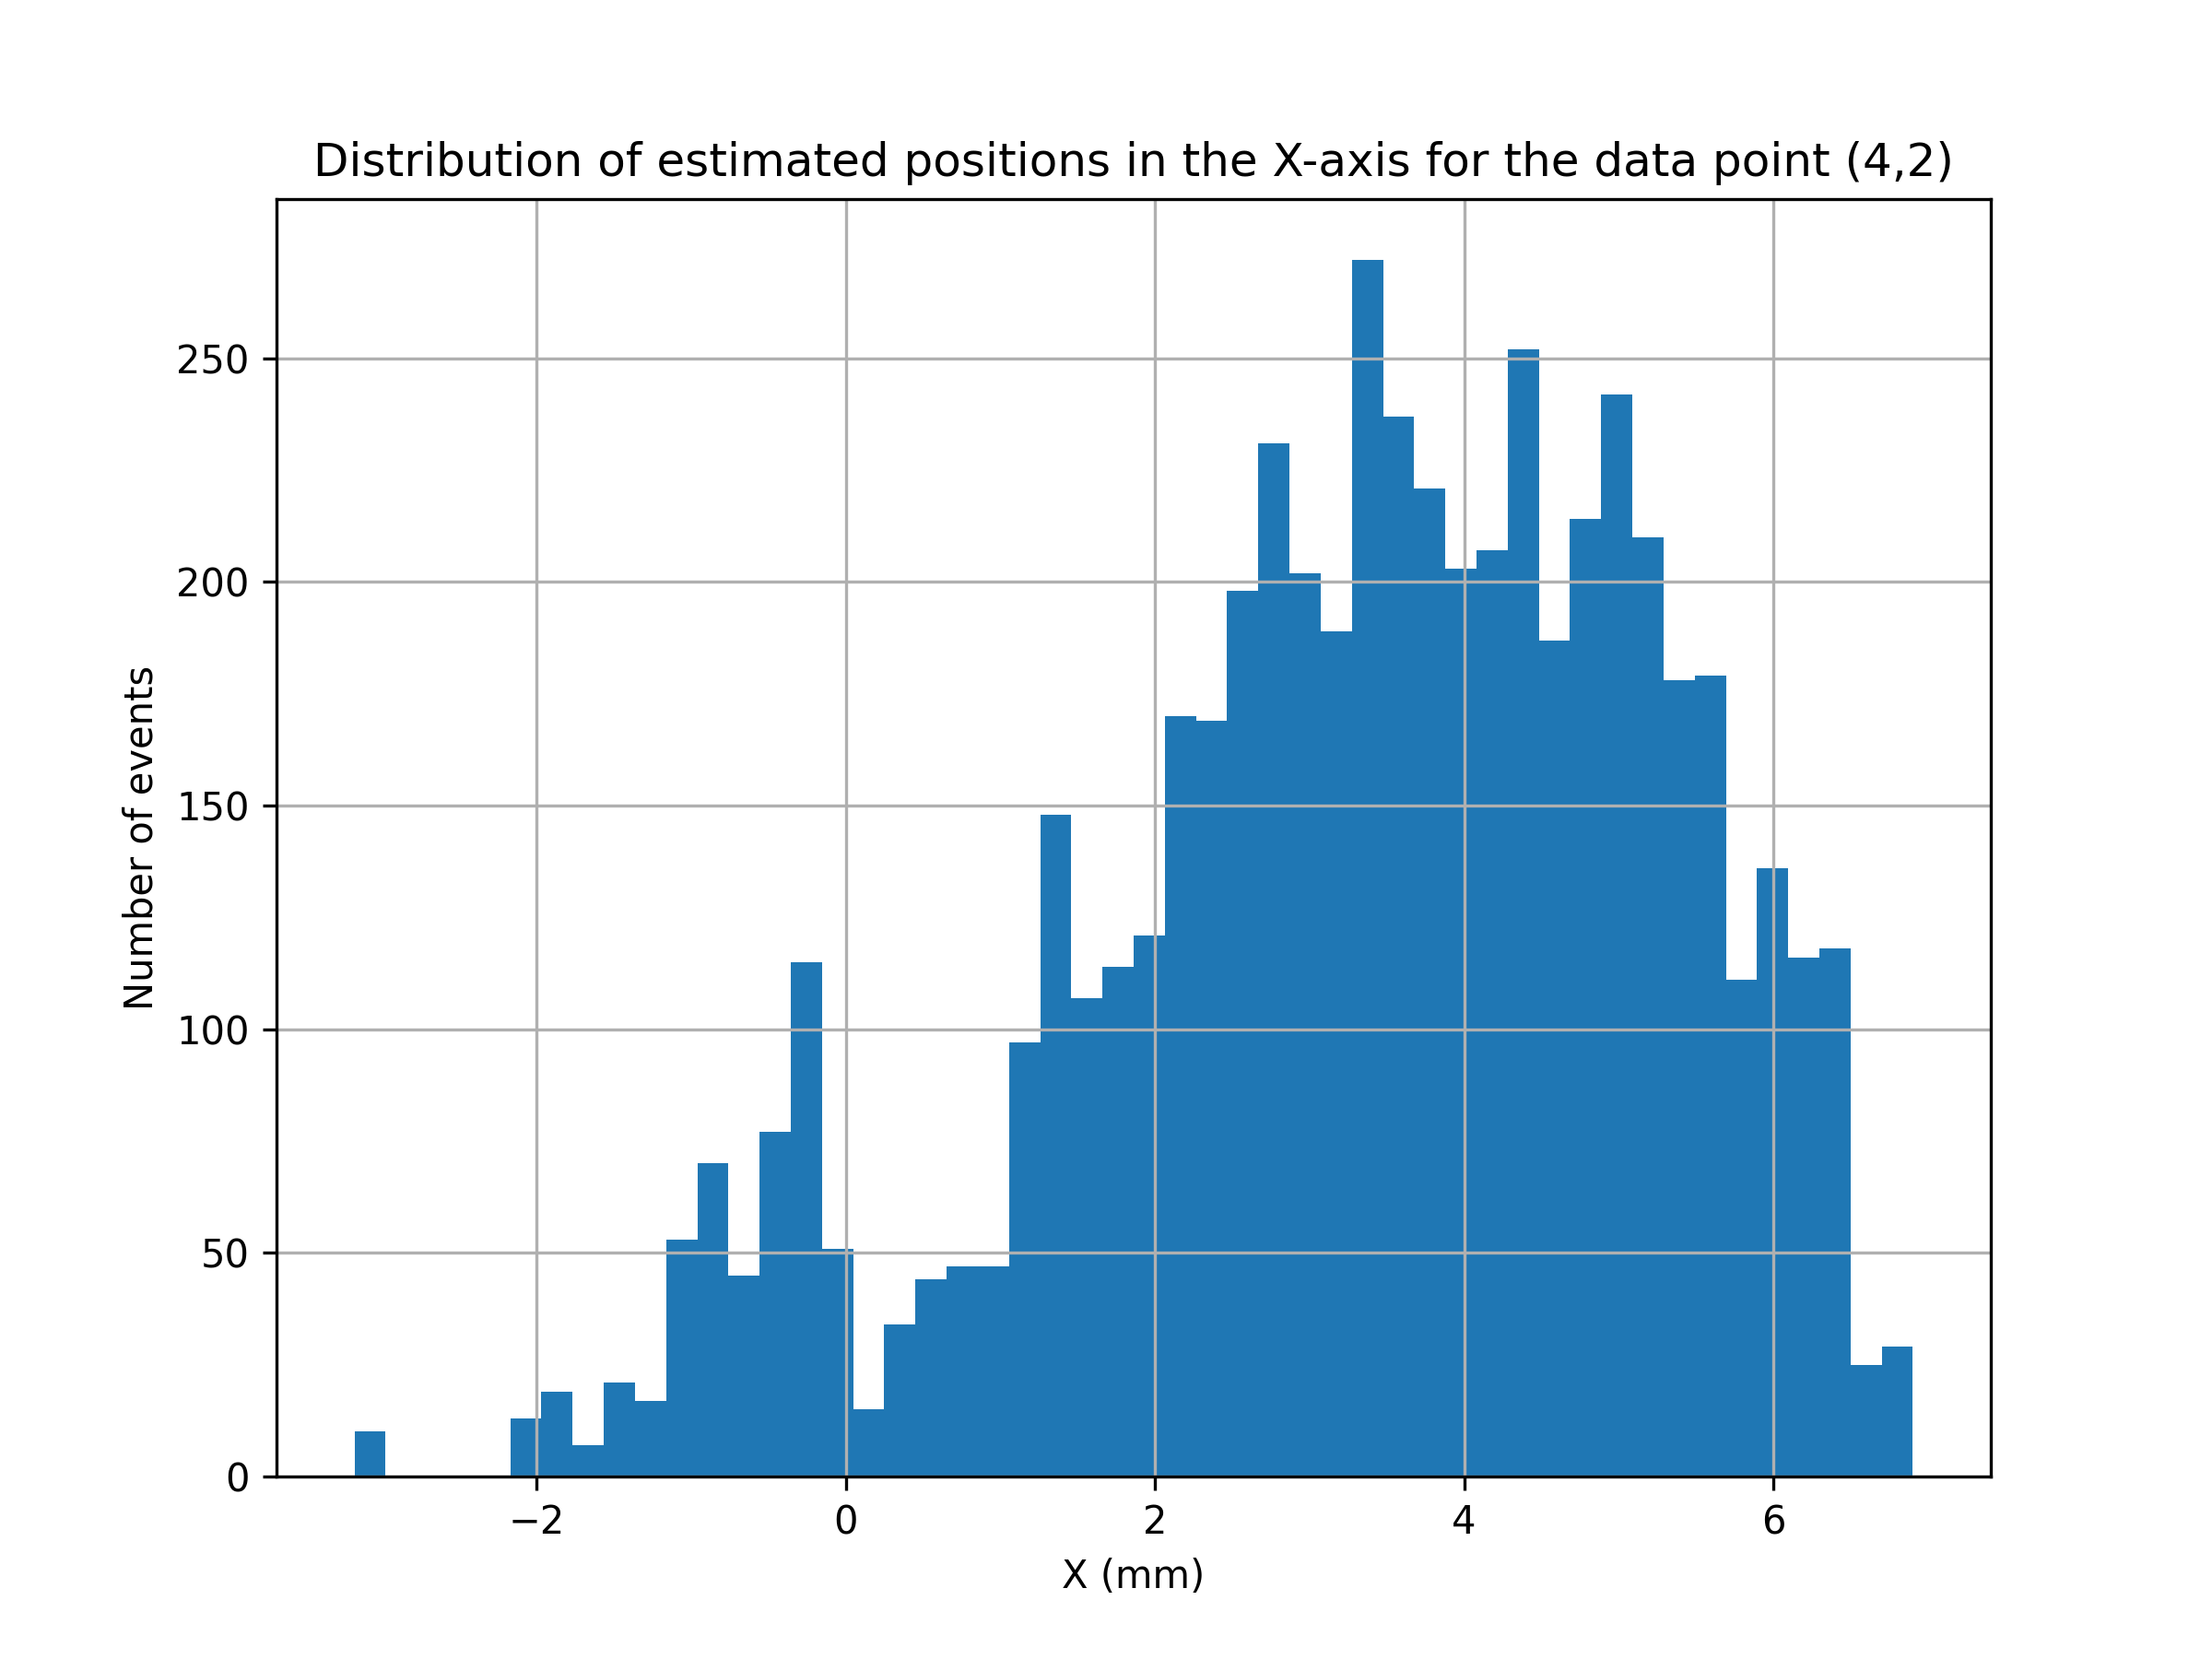 Distribution of estimated positions in the X-axis for the data point (4,2)
250
200
150
100
50
0
Number of events
−2 0 2 4 6
X (mm)